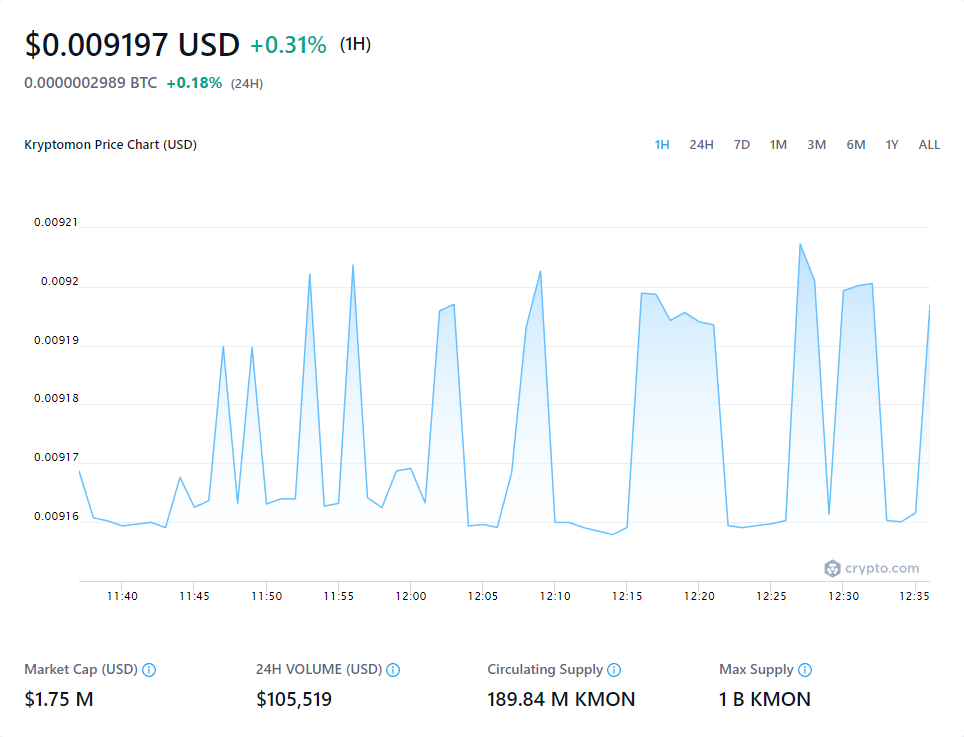 $0.009197 USD +0.31% (1H)
0.0000002989 BTC +0.18% (24H)
Kryptomon Price Chart (USD) 1H 24H 7D 1M 3M 6M 1Y ALL
0.00921
0.0092
0.00919
0.00918
0.00917
0.00916
crypto.com
11:40 11:45 11:50 11:55 12:00 12:05 12:10 12:15 12:20 12:25 12:30 12:35
Market Cap (USD) 24H VOLUME (USD) Circulating Supply Max Supply
$1.75 M $105,519 189.84 M KMON 1 B KMON